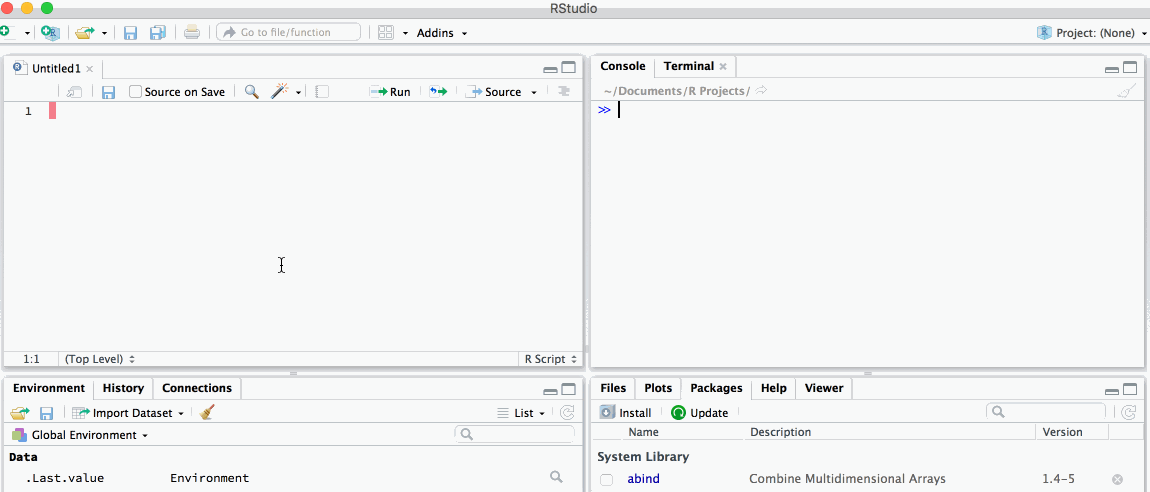 RStudio
Go to file/function
Addins
Project: (None)
Untitled1
Source on Save
Run
Source
1
1:1 (Top Level)
R Script
Console Terminal
~/Documents/R Projects/
>>
Environment History Connections
Import Dataset
List
Global Environment
Data
.Last.value Environment
Files Plots Packages Help Viewer
Install Update
Name Description Version
System Library
abind Combine Multidimensional Arrays 1.4-5